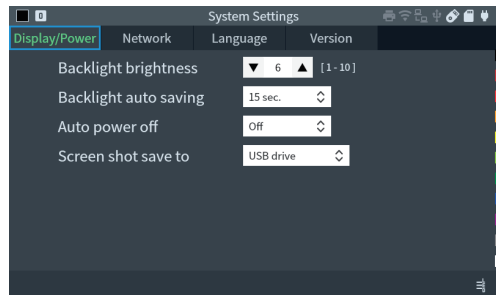 0 System Settings
Display/Power Network Language Version
Backlight brightness ▼ 6 ▲ [1-10]
Backlight auto saving 15 sec.
Auto power off Off
Screen shot save to USB drive